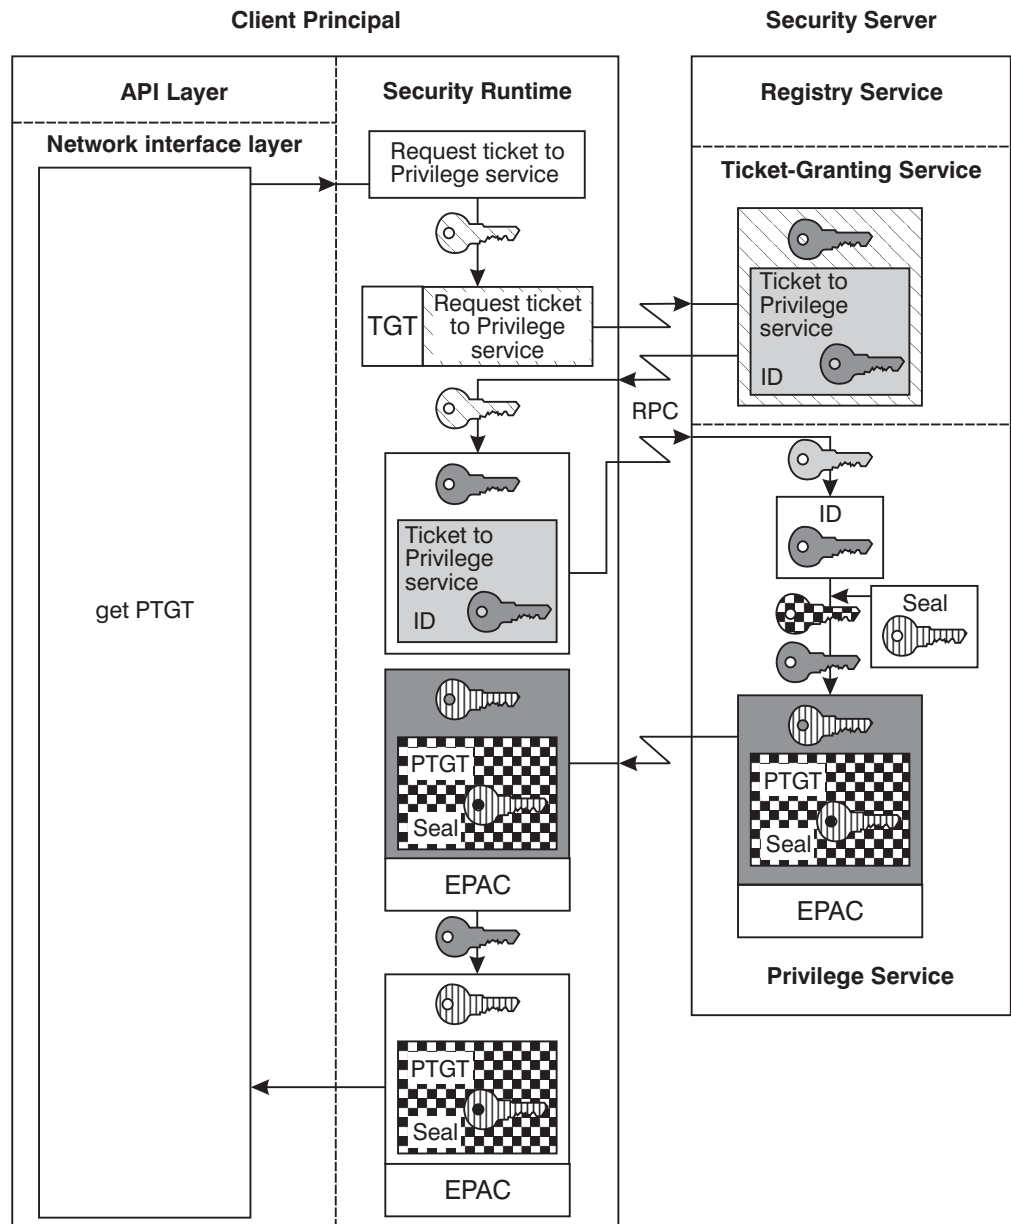 Client Principal
Security Server
API Layer
Security Runtime
Registry Service
Network interface layer
Request ticket to
Privilege service
Ticket-Granting Service
TGT
Request ticket
to Privilege
service
Ticket to
Privilege
service
ID
RPC
ID
Ticket to
Privilege
service
ID
get PTGT
Seal
PTGT
Seal
EPAC
PTGT
Seal
EPAC
Privilege Service
PTGT
Seal
EPAC